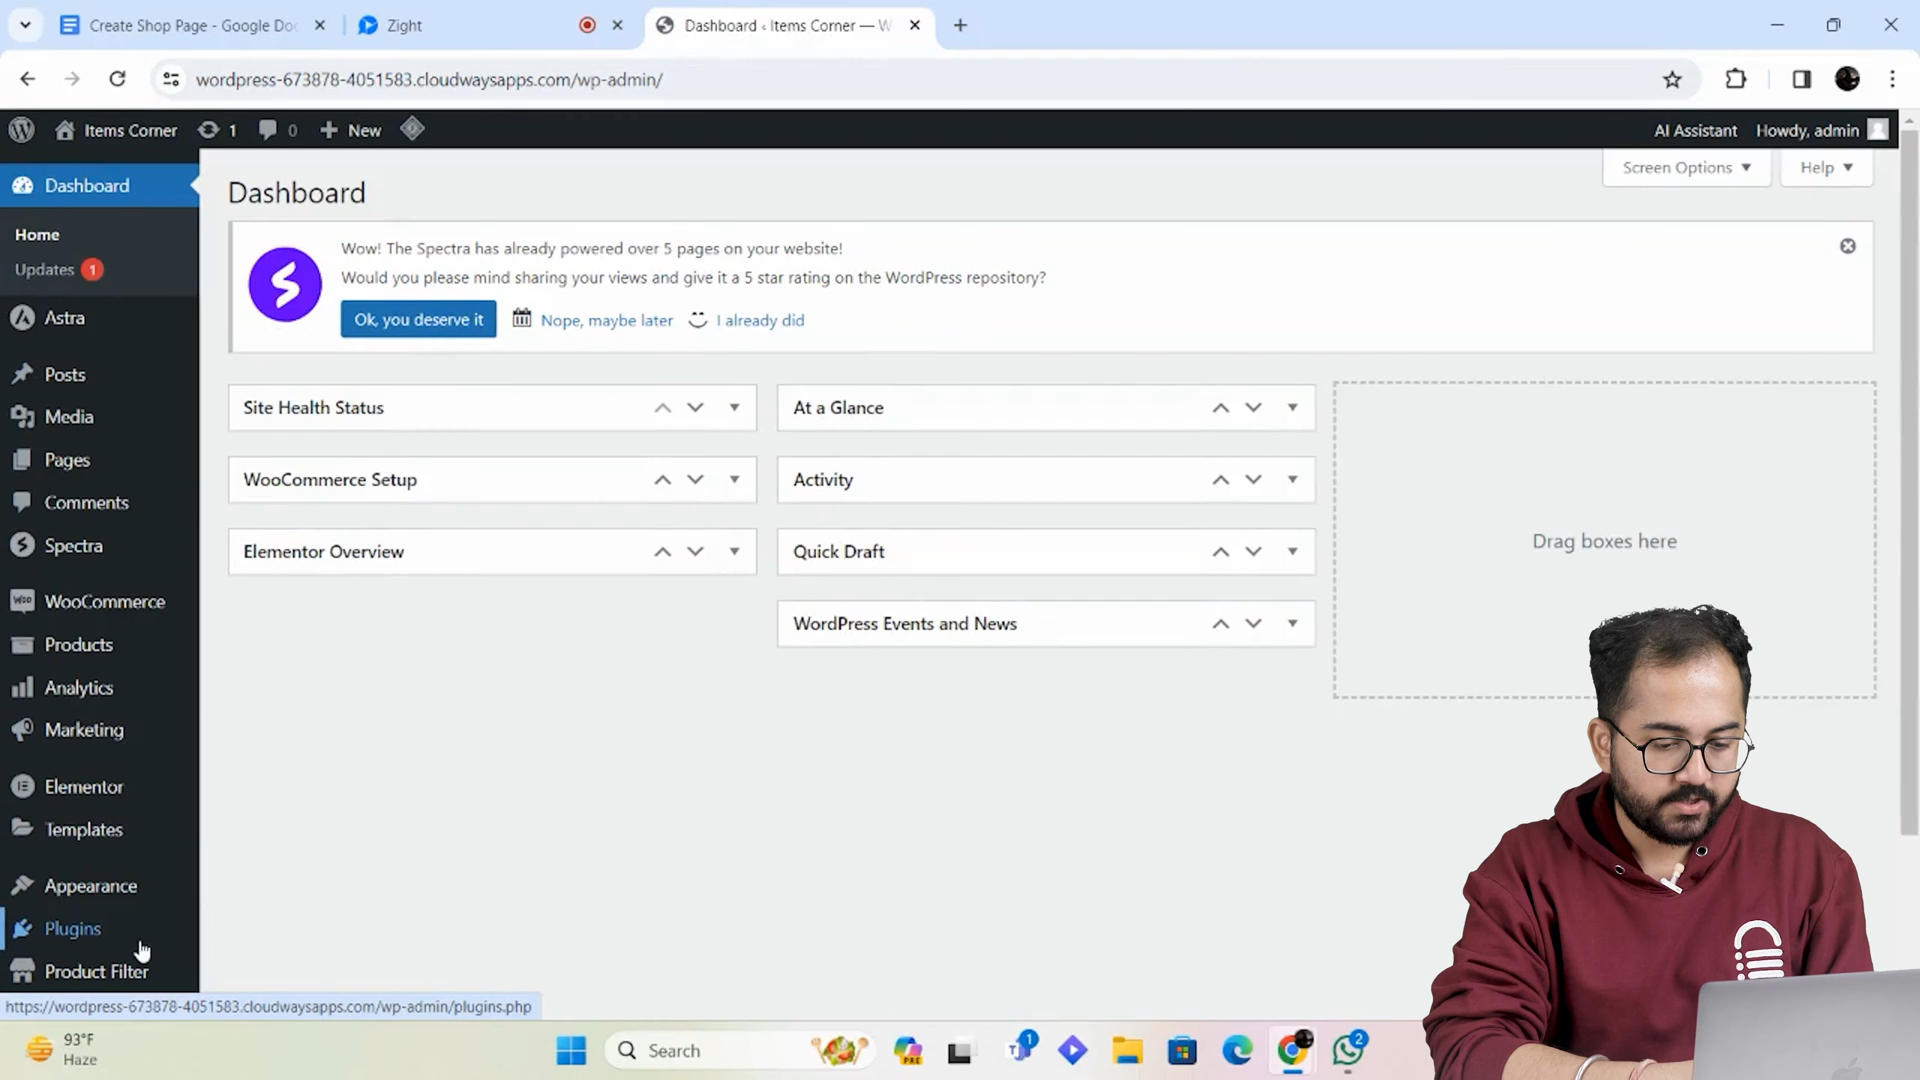 Create Shop Page - Google Doc
Zight
Dashboard ‹ Items Corner — W
wordpress-673878-4051583.cloudwaysapps.com/wp-admin/
Items Corner
1
0
New
AI Assistant
Howdy, admin
Dashboard
Home
Updates 1
Astra
Posts
Media
Pages
Comments
Spectra
Woo WooCommerce
Products
Analytics
Marketing
Elementor
Templates
Appearance
Plugins
Product Filter
Screen Options
Help
Dashboard
Wow! The Spectra has already powered over 5 pages on your website!
Would you please mind sharing your views and give it a 5 star rating on the WordPress repository?
Ok, you deserve it
Nope, maybe later
I already did
Site Health Status
At a Glance
WooCommerce Setup
Activity
Elementor Overview
Quick Draft
WordPress Events and News
Drag boxes here
https://wordpress-673878-4051583.cloudwaysapps.com/wp-admin/plugins.php
93°F
Haze
Search
PRE
1
2